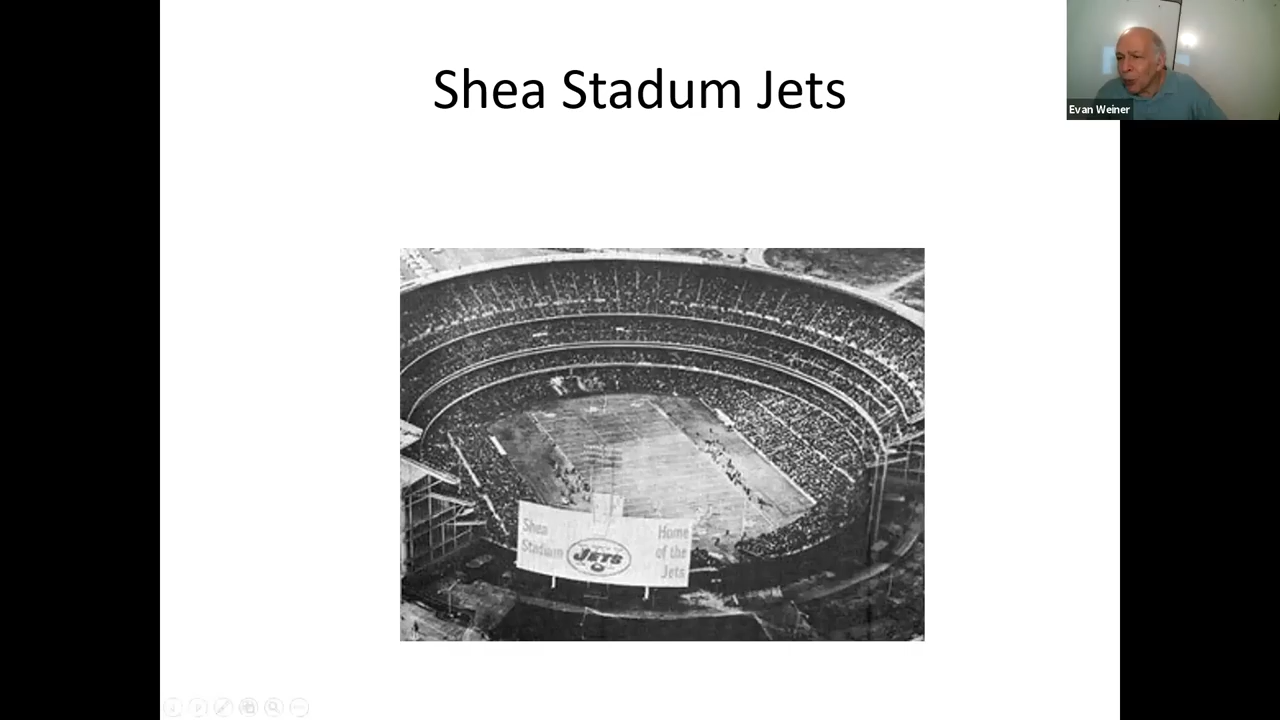 Shea Stadum Jets
Evan Weiner
Shea
Stadium
JETS
Home
of the
Jets